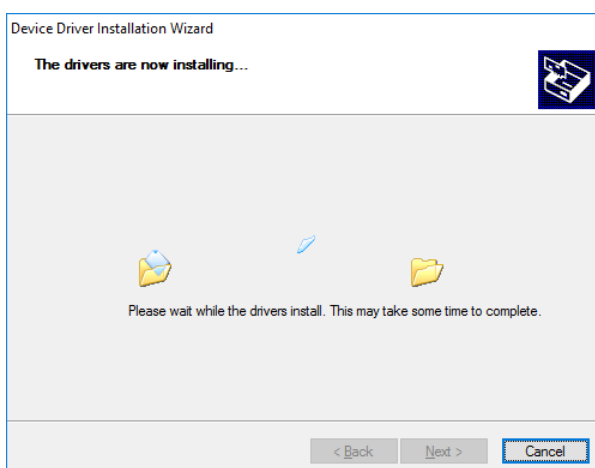 Device Driver Installation Wizard
The drivers are now installing...
Please wait while the drivers install. This may take some time to complete.
< Back Next > Cancel